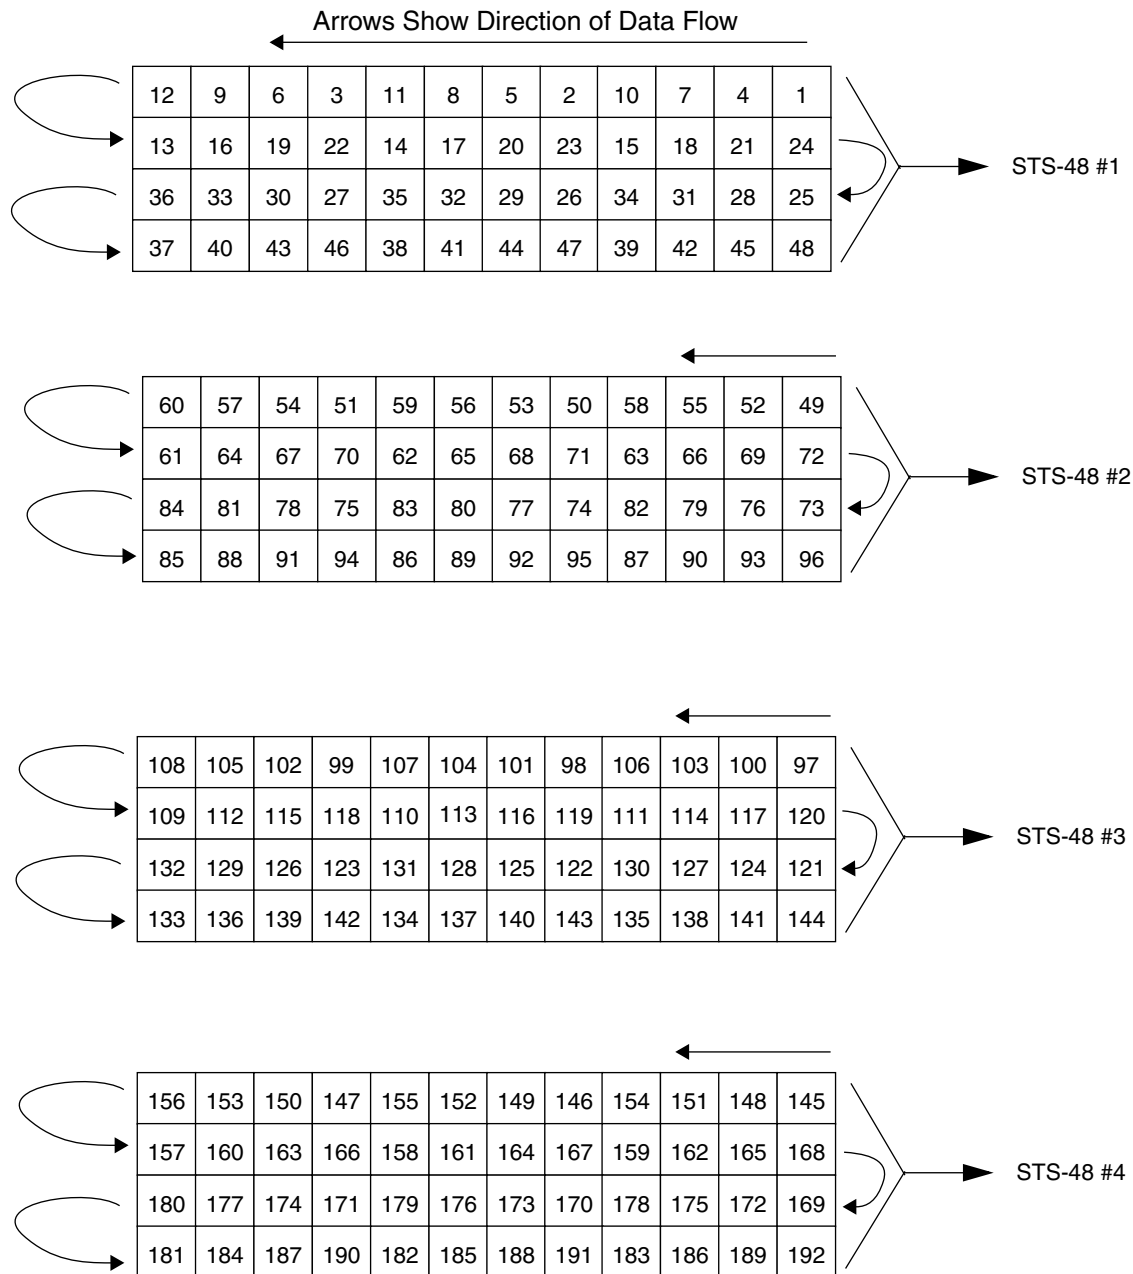 Arrows Show Direction of Data Flow
12 9 6 3 11 8 5 2 10 7 4 1
13 16 19 22 14 17 20 23 15 18 21 24
STS-48 #1
36 33 30 27 35 32 29 26 34 31 28 25
37 40 43 46 38 41 44 47 39 42 45 48
60 57 54 51 59 56 53 50 58 55 52 49
61 64 67 70 62 65 68 71 63 66 69 72
STS-48 #2
84 81 78 75 83 80 77 74 82 79 76 73
85 88 91 94 86 89 92 95 87 90 93 96
108 105 102 99 107 104 101 98 106 103 100 97
109 112 115 118 110 113 116 119 111 114 117 120
STS-48 #3
132 129 126 123 131 128 125 122 130 127 124 121
133 136 139 142 134 137 140 143 135 138 141 144
156 153 150 147 155 152 149 146 154 151 148 145
157 160 163 166 158 161 164 167 159 162 165 168
STS-48 #4
180 177 174 171 179 176 173 170 178 175 172 169
181 184 187 190 182 185 188 191 183 186 189 192